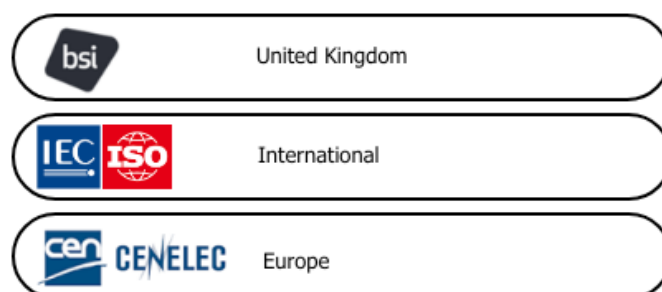 bsi United Kingdom
IEC ISO International
cen CENELEC Europe